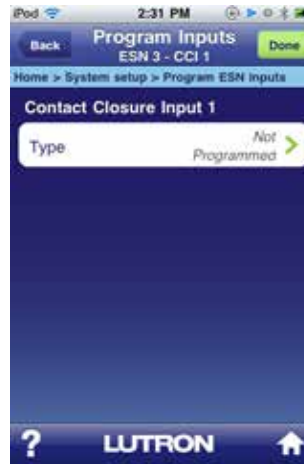 iPod 2:31 PM
Back Program Inputs Done
ESN 3 - CCI 1
Home > System setup > Program ESN Inputs
Contact Closure Input 1
Type Not Programmed >
? LUTRON